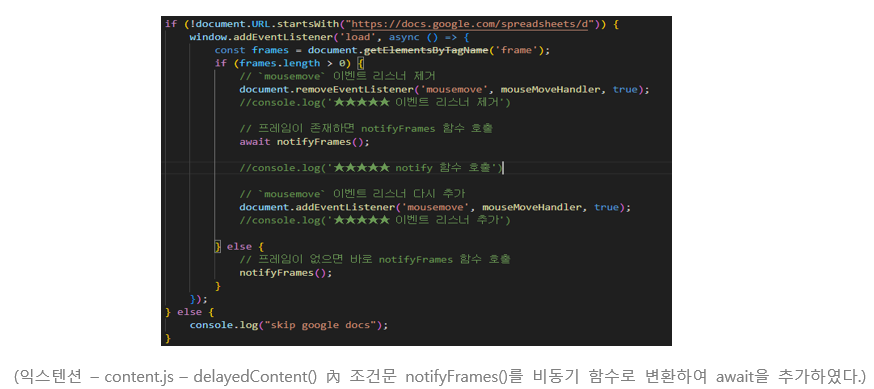 if (!document.URL.startsWith("https://docs.google.com/spreadsheets/d")) {
window.addEventListener('load', async () => {
const frames = document.getElementsByTagName('frame');
if (frames.length > 0) {
// `mousemove` 이벤트 리스너 제거
document.removeEventListener('mousemove', mouseMoveHandler, true);
//console.log('★★★★★ 이벤트 리스너 제거')
// 프레임이 존재하면 notifyFrames 함수 호출
await notifyFrames();
//console.log('★★★★★ notify 함수 호출')
// `mousemove` 이벤트 리스너 다시 추가
document.addEventListener('mousemove', mouseMoveHandler, true);
//console.log('★★★★★ 이벤트 리스너 추가')
} else {
// 프레임이 없으면 바로 notifyFrames 함수 호출
notifyFrames();
}
});
} else {
console.log("skip google docs");
}
(익스텐션 – content.js – delayedContent() 內 조건문 notifyFrames()를 비동기 함수로 변환하여 await을 추가하였다.)